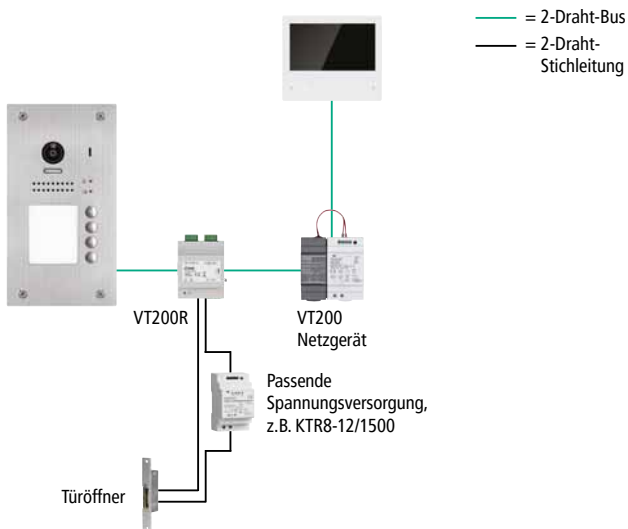 = 2-Draht-Bus
= 2-Draht-
Stichleitung
VT200R
VT200
Netzgerät
Passende
Spannungsversorgung,
z.B. KTR8-12/1500
Türöffner